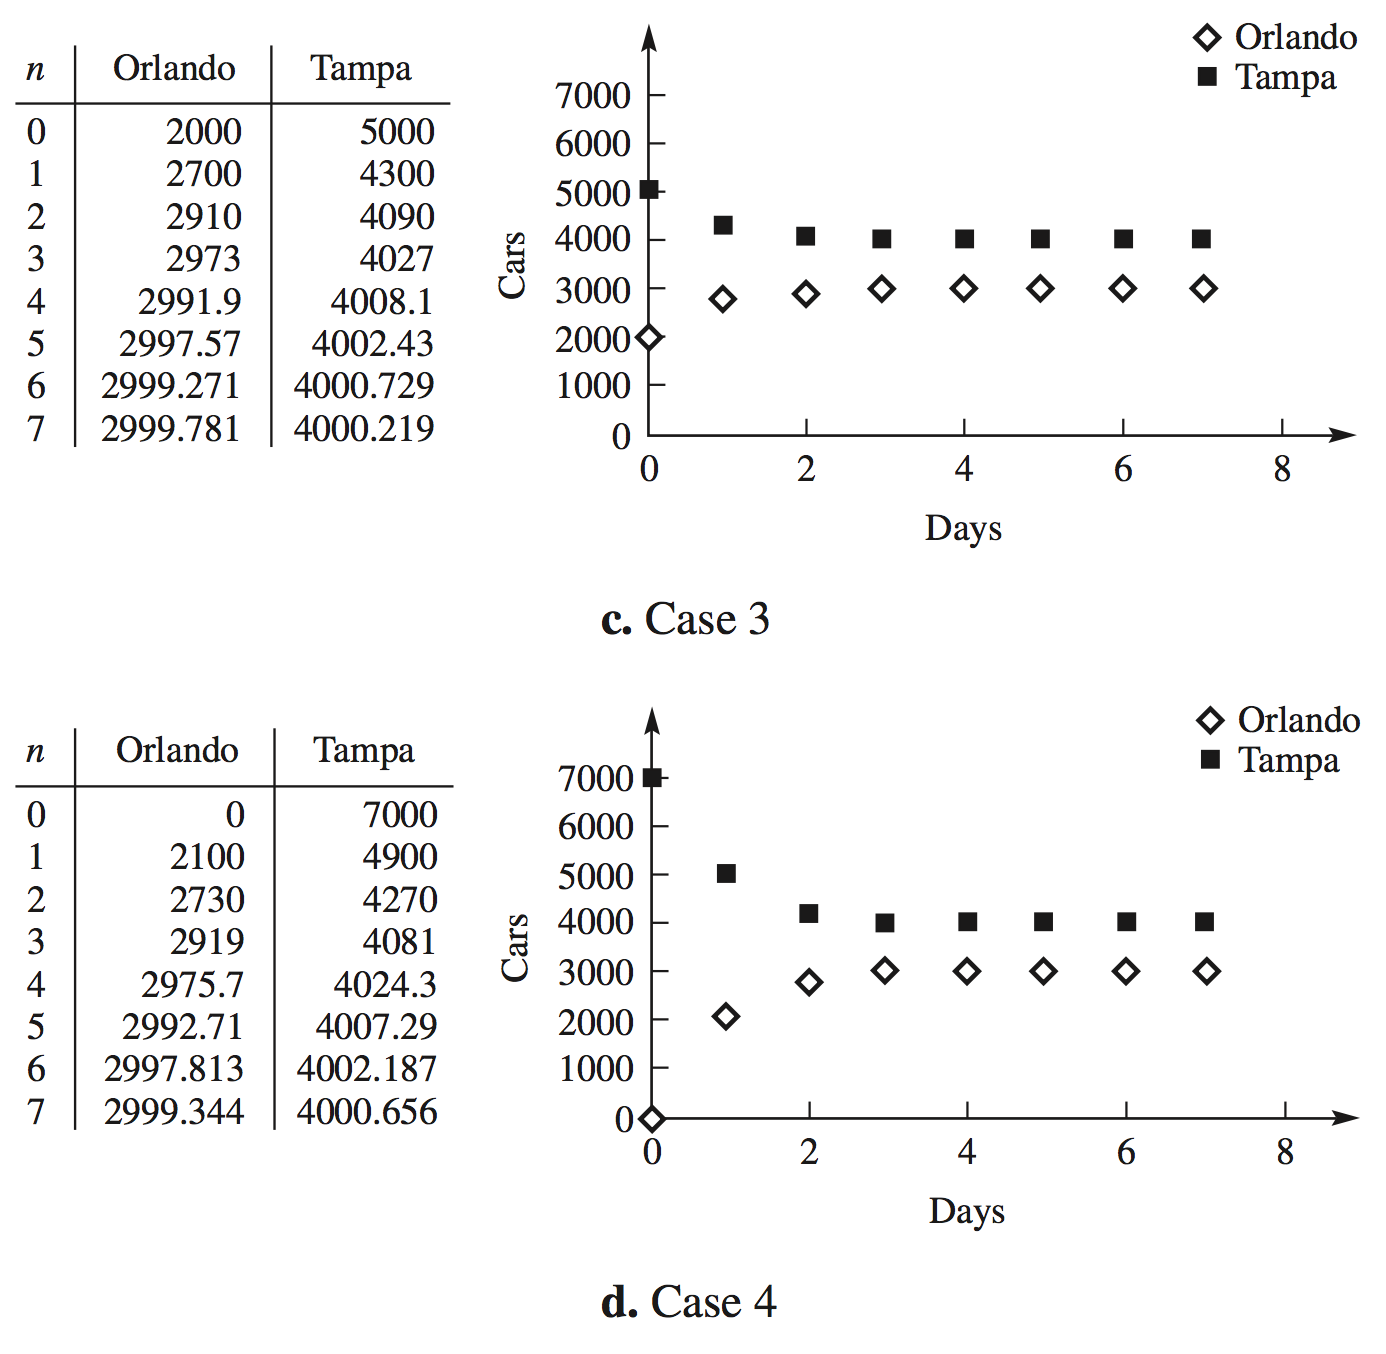 n Orlando Tampa
0 2000 5000
1 2700 4300
2 2910 4090
3 2973 4027
4 2991.9 4008.1
5 2997.57 4002.43
6 2999.271 4000.729
7 2999.781 4000.219
Orlando
Tampa
7000
6000
5000
4000
3000
2000
1000
0
Cars
0 2 4 6 8
Days
c. Case 3
n Orlando Tampa
0 0 7000
1 2100 4900
2 2730 4270
3 2919 4081
4 2975.7 4024.3
5 2992.71 4007.29
6 2997.813 4002.187
7 2999.344 4000.656
Orlando
Tampa
7000
6000
5000
4000
3000
2000
1000
0
Cars
0 2 4 6 8
Days
d. Case 4